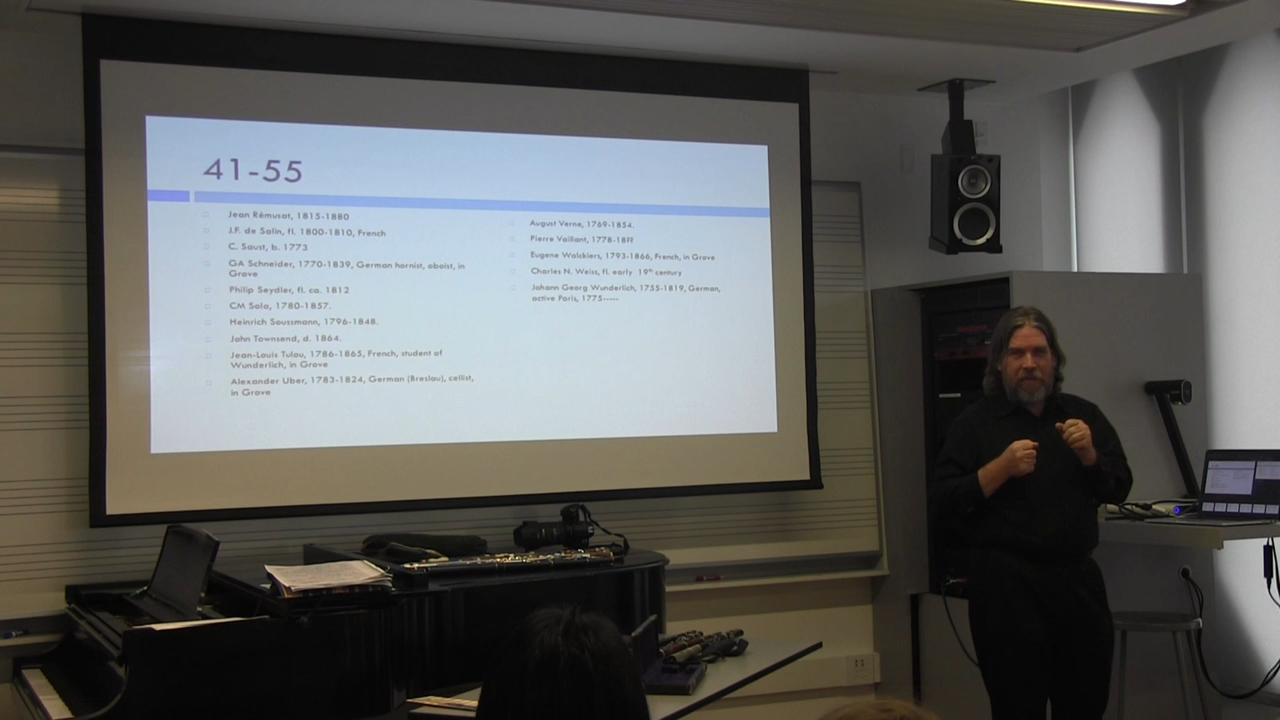 41-55
Jean Rémusat, 1815-1880
J.F. de Salin, fl. 1800-1810, French
C. Saust, b. 1773
GA Schneider, 1770-1839, German hornist, oboist, in
Grove
Philip Seydler, fl. ca. 1812
CM Sola, 1780-1857.
Heinrich Soussmann, 1796-1848.
John Townsend, d. 1864.
Jean-Louis Tulou, 1786-1865, French, student of
Wunderlich, in Grove
Alexander Uber, 1783-1824, German (Breslau), cellist,
in Grove
August Verne, 1769-1854.
Pierre Vaillant, 1778-18??
Eugene Walckiers, 1793-1866, French, in Grove
Charles N. Weiss, fl. early 19th century
Johann Georg Wunderlich, 1755-1819, German,
active Paris, 1775-----